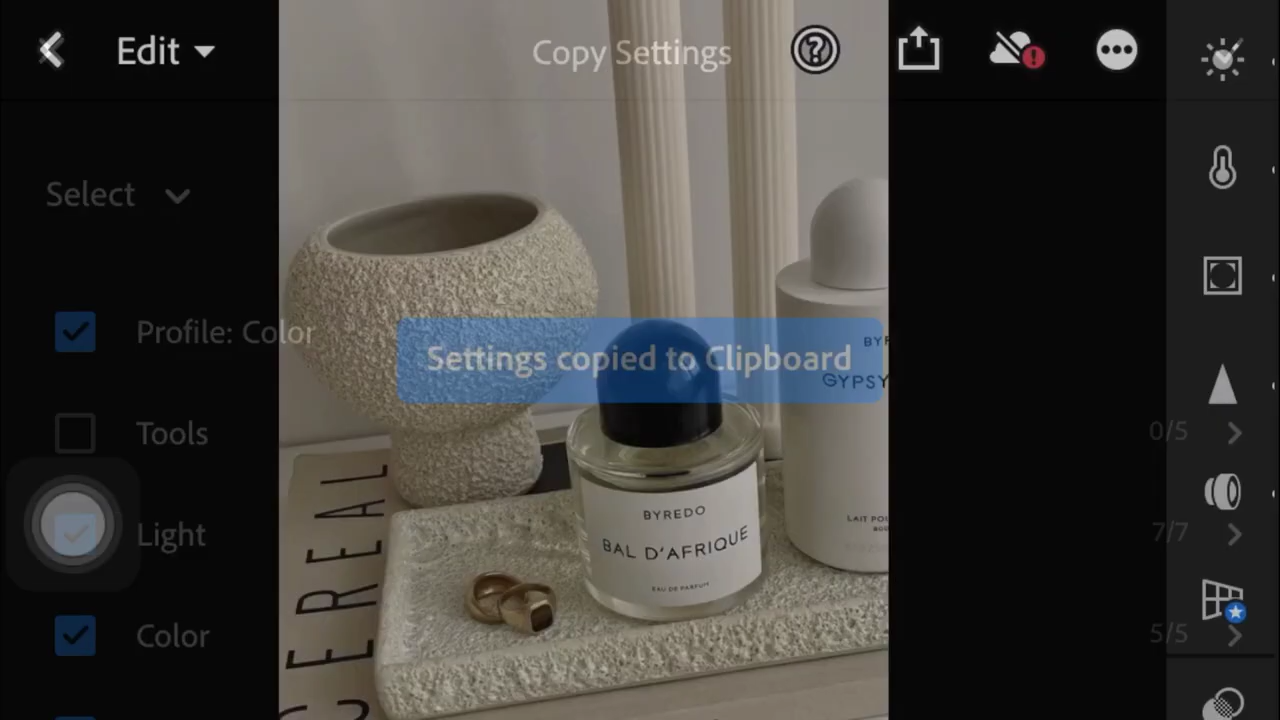 Edit
Copy Settings
Select
Profile: Color
Settings copied to Clipboard
Tools
0/5
Light
7/7
Color
5/5
BYR
GYPSY
LAIT POU
BYREDO
BAL D'AFRIQUE
EAU DE PARFUM
CEREAL